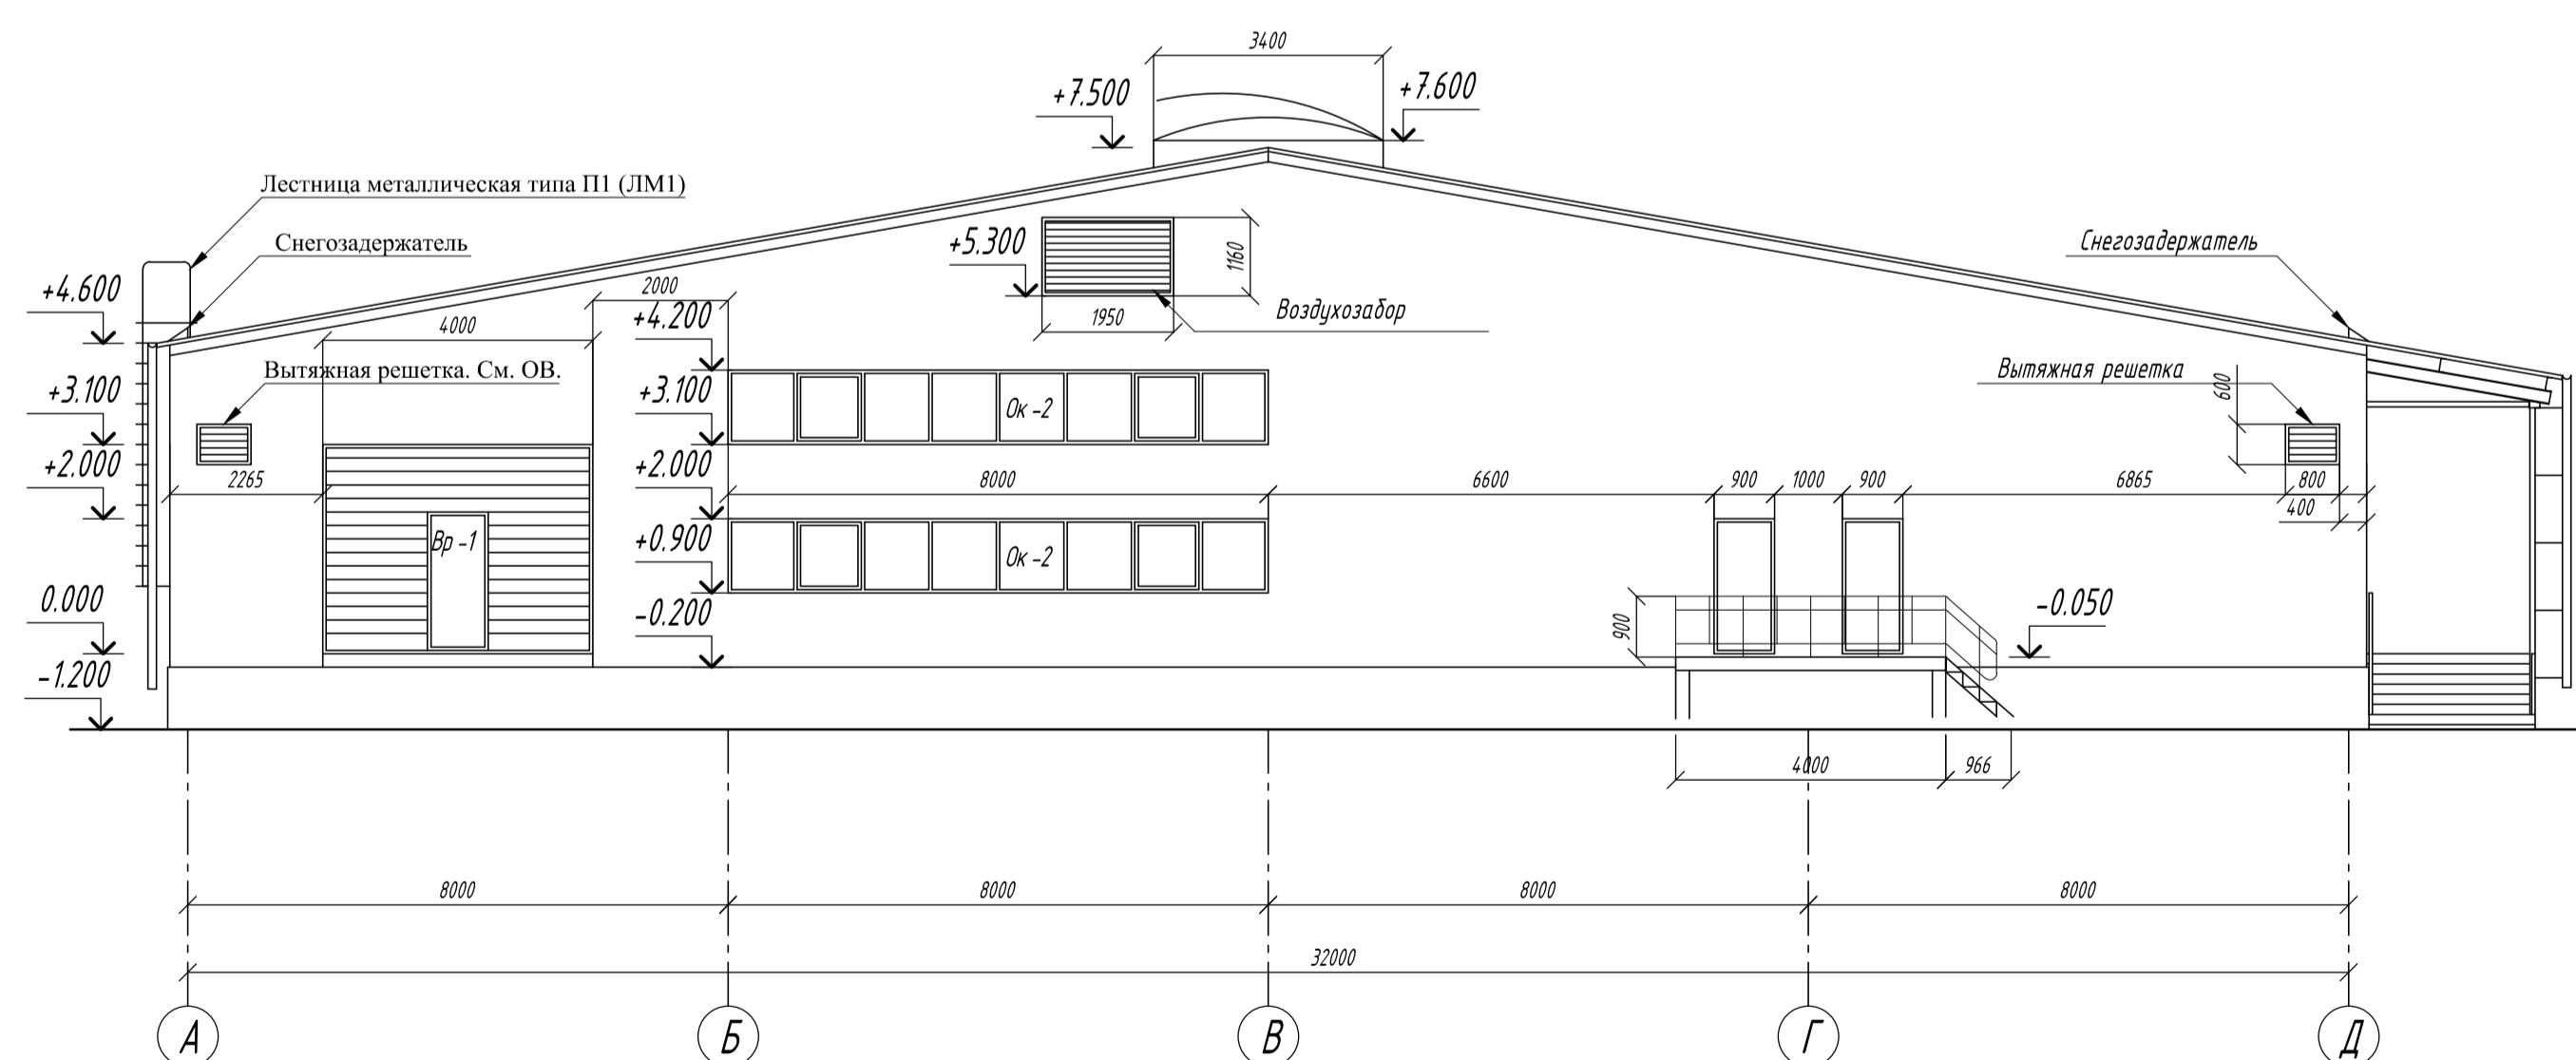 3400
+7.500
+7.600
Лестница металлическая типа П1 (ЛМ1)
Снегозадержатель
+5.300
1160
Снегозадержатель
+4.600
2000
+4.200
4000
1950
Воздухозабор
Вытяжная решетка. См. ОВ.
Вытяжная решетка
600
+3.100
+3.100
Ок -2
+2.000
+2.000
2265
8000
6600
900
1000
900
6865
800
400
Вр -1
+0.900
Ок -2
0.000
-0.200
900
-0.050
-1.200
4000
966
8000
8000
8000
8000
32000
А
Б
В
Г
Д